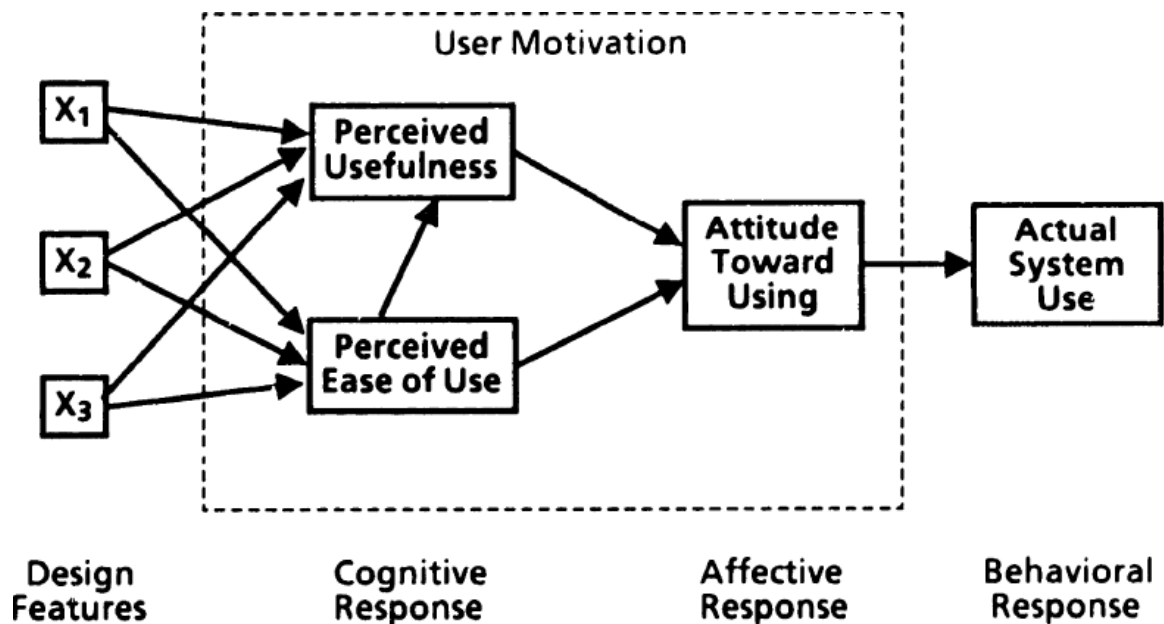 User Motivation
X1
Perceived
Usefulness
X2
Attitude
Toward
Using
Actual
System
Use
Perceived
Ease of Use
X3
Design
Features
Cognitive
Response
Affective
Response
Behavioral
Response